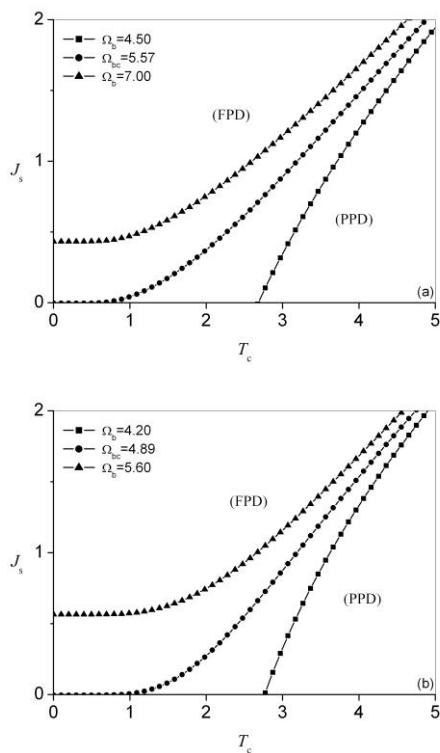 2
Ω_b=4.50
Ω_bc=5.57
Ω_b=7.00
(FPD)
1
J_s
(PPD)
0
(a)
0 1 2 3 4 5
T_c
2
Ω_b=4.20
Ω_bc=4.89
Ω_b=5.60
(FPD)
1
J_s
(PPD)
0
(b)
0 1 2 3 4 5
T_c